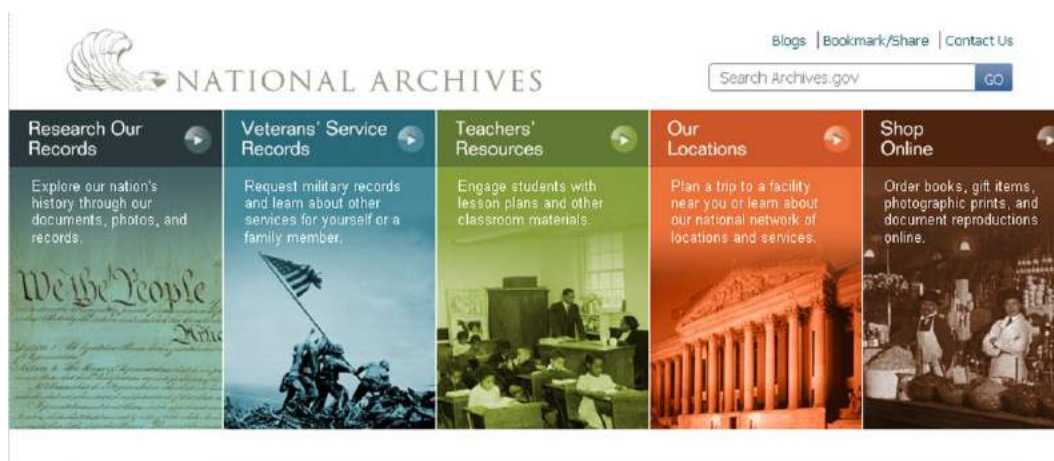 Blogs | Bookmark/Share | Contact Us
NATIONAL ARCHIVES
Search Archives.gov GO
Research Our
Records
Explore our nation's
history through our
documents, photos, and
records.
We the People
Veterans' Service
Records
Request military records
and learn about other
services for yourself or a
family member.
Teachers'
Resources
Engage students with
lesson plans and other
classroom materials.
Our
Locations
Plan a trip to a facility
near you or learn about
our national network of
locations and services.
Shop
Online
Order books, gift items,
photographic prints, and
document reproductions
online.